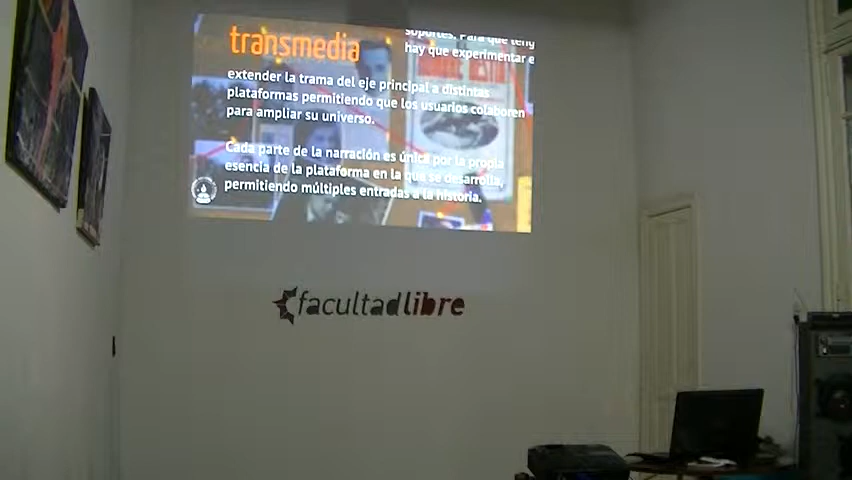 transmedia
soportes. Para que teng
hay que experimentar e
extender la trama del eje principal a distintas
plataformas permitiendo que los usuarios colaboren
para ampliar su universo.
Cada parte de la narración es única por la propia
esencia de la plataforma en la que se desarrolla,
permitiendo múltiples entradas a la historia.
facultadlibre